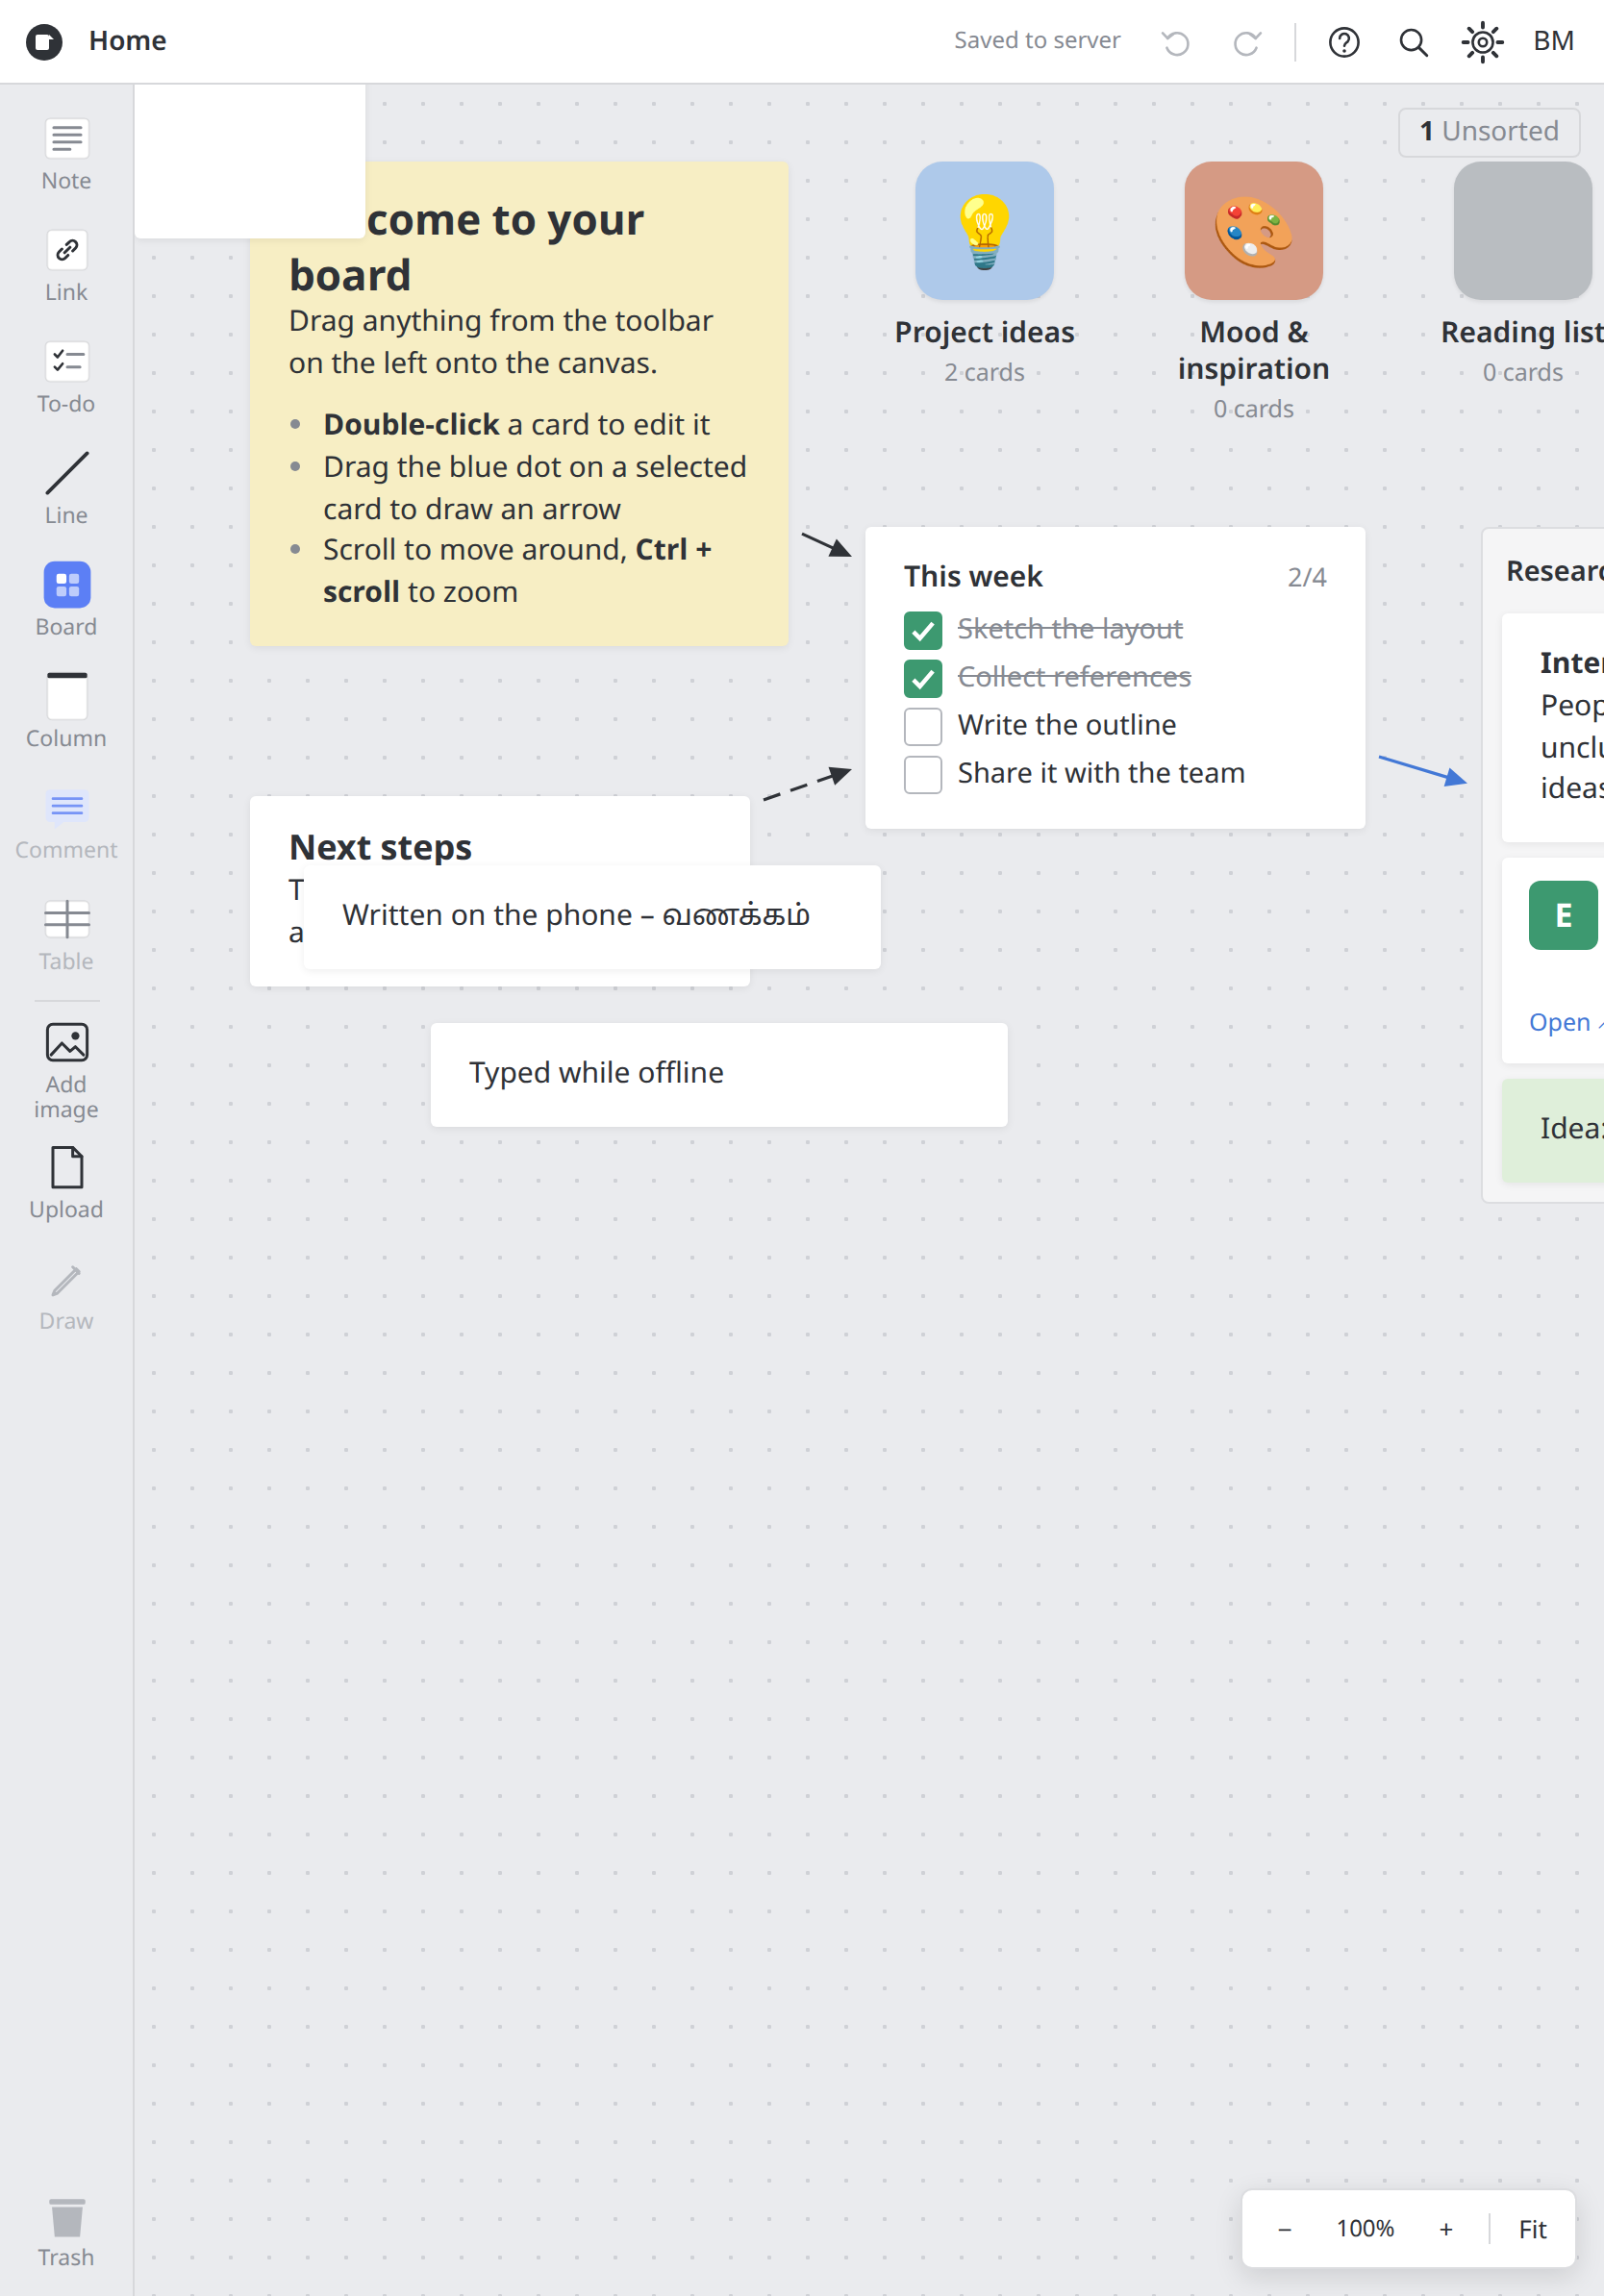 Home
Saved to server
BM
Note
Link
To-do
Line
Board
Column
Comment
Table
Add
image
Upload
Draw
Trash
1 Unsorted
come to your
board
Drag anything from the toolbar
on the left onto the canvas.
Double-click a card to edit it
Drag the blue dot on a selected
card to draw an arrow
Scroll to move around, Ctrl +
scroll to zoom
Project ideas
2 cards
Mood &
inspiration
0 cards
Reading list
0 cards
This week 2/4
Sketch the layout
Collect references
Write the outline
Share it with the team
Next steps
Written on the phone – வணக்கம்
Typed while offline
E
Open
Idea:
− 100% + Fit